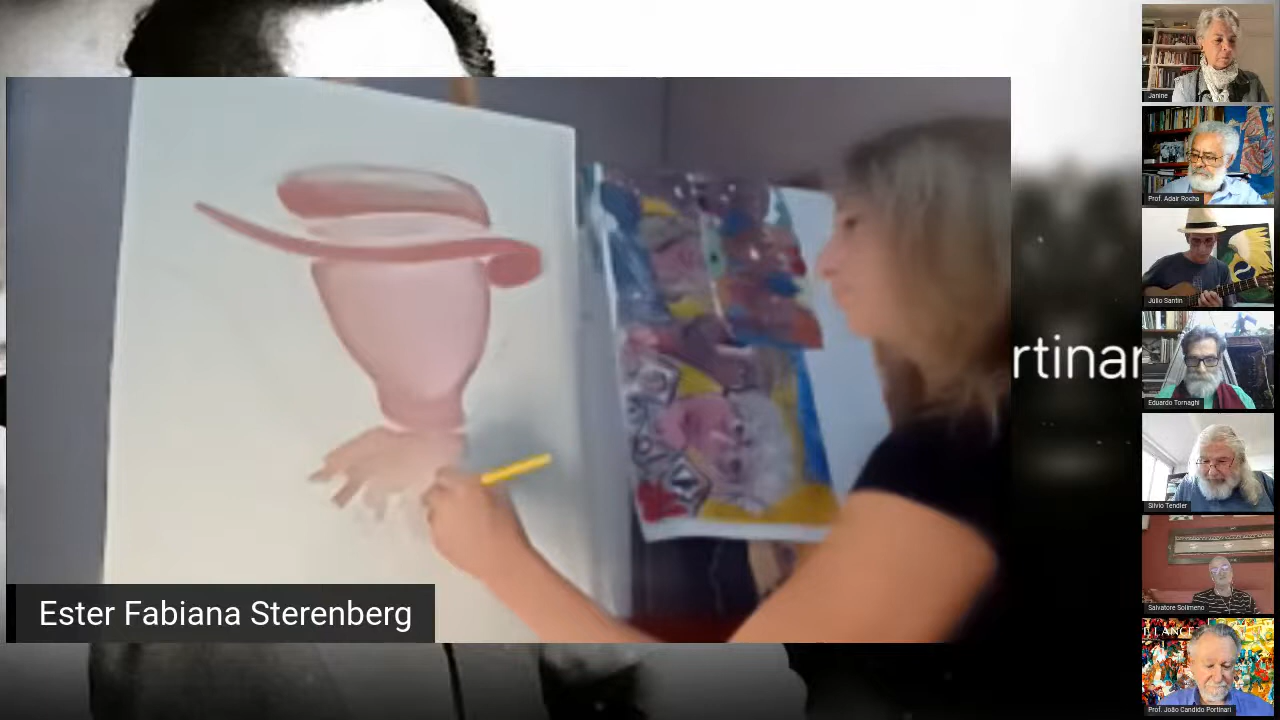 Ester Fabiana Sterenberg
rtinar
Janine
Prof. Adair Rocha
Júlio Santin
Eduardo Tornaghi
Silvio Tendler
Salvatore Solimeno
LANCE
Prof. João Candido Portinari